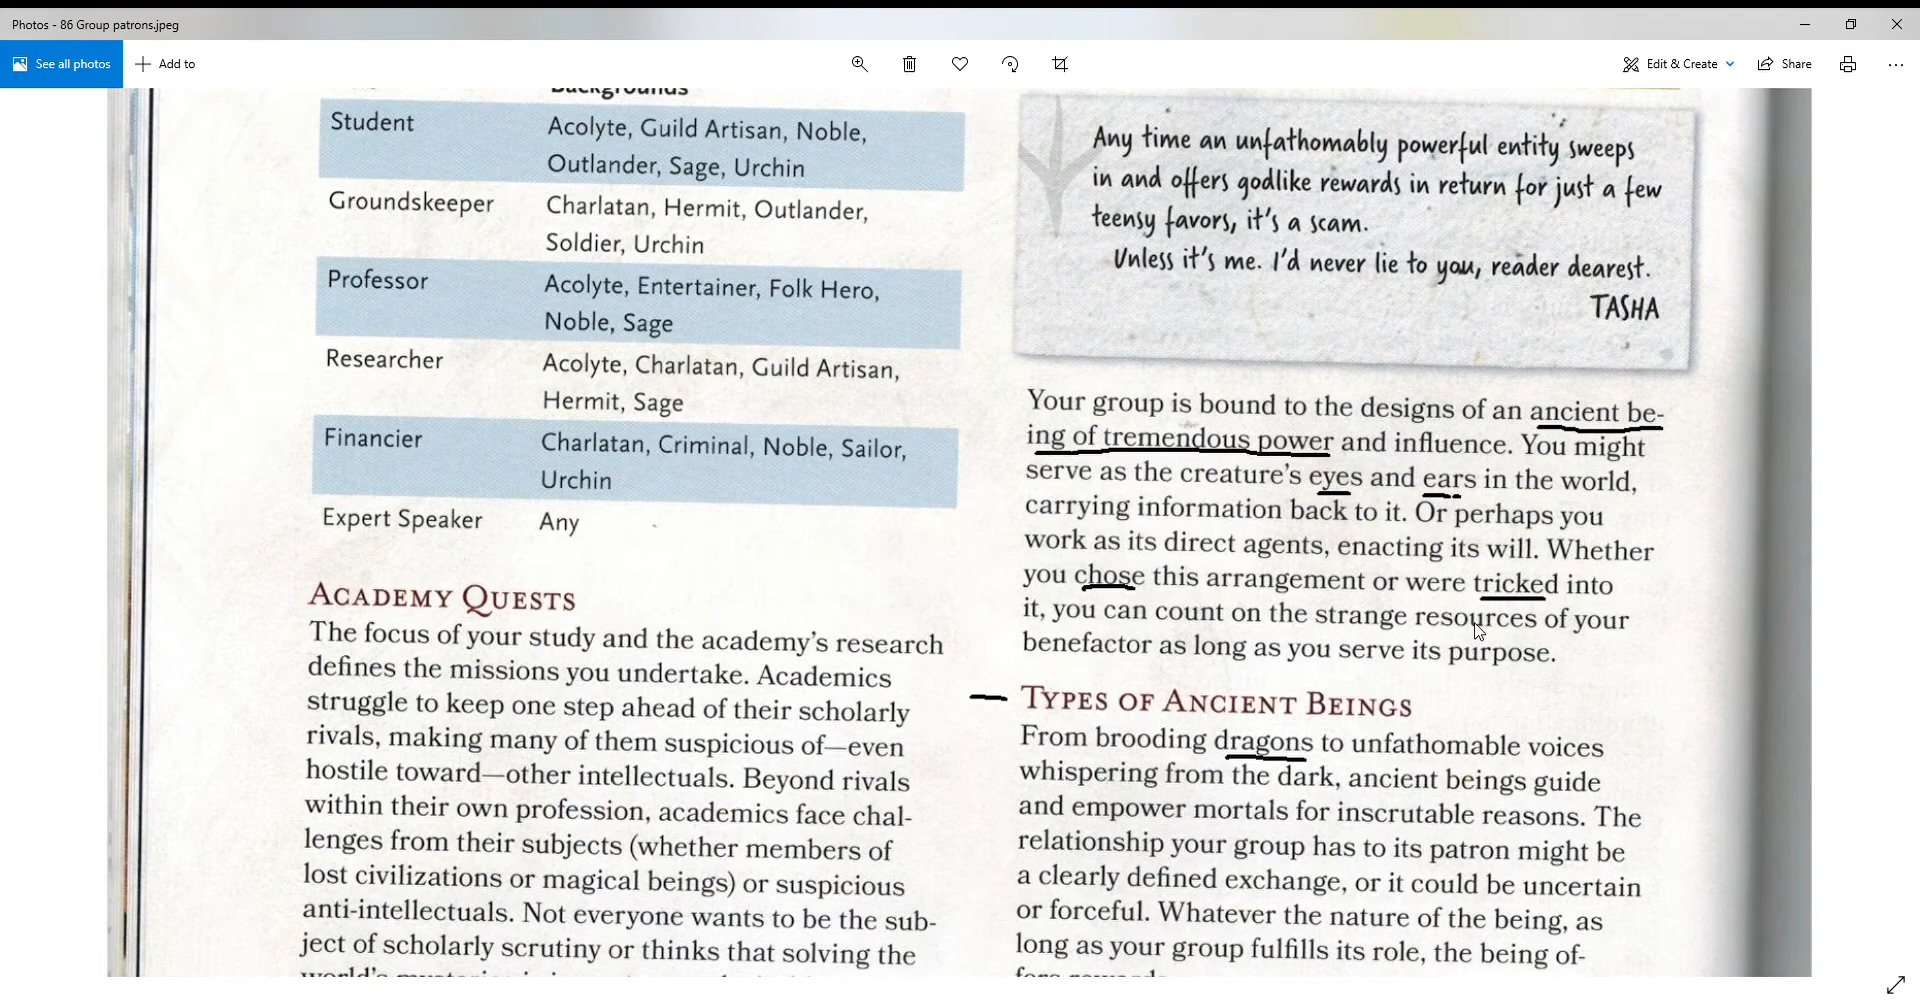 Photos - 86 Group patrons.jpeg
See all photos
Add to
Edit & Create
Share
Backgrounds
Student Acolyte, Guild Artisan, Noble,
Outlander, Sage, Urchin
Groundskeeper Charlatan, Hermit, Outlander,
Soldier, Urchin
Professor Acolyte, Entertainer, Folk Hero,
Noble, Sage
Researcher Acolyte, Charlatan, Guild Artisan,
Hermit, Sage
Financier Charlatan, Criminal, Noble, Sailor,
Urchin
Expert Speaker Any
ACADEMY QUESTS
The focus of your study and the academy's research
defines the missions you undertake. Academics
struggle to keep one step ahead of their scholarly
rivals, making many of them suspicious of—even
hostile toward—other intellectuals. Beyond rivals
within their own profession, academics face chal-
lenges from their subjects (whether members of
lost civilizations or magical beings) or suspicious
anti-intellectuals. Not everyone wants to be the sub-
ject of scholarly scrutiny or thinks that solving the
Any time an unfathomably powerful entity sweeps
in and offers godlike rewards in return for just a few
teensy favors, it's a scam.
Unless it's me. I'd never lie to you, reader dearest.
TASHA
Your group is bound to the designs of an ancient be-
ing of tremendous power and influence. You might
serve as the creature's eyes and ears in the world,
carrying information back to it. Or perhaps you
work as its direct agents, enacting its will. Whether
you chose this arrangement or were tricked into
it, you can count on the strange resources of your
benefactor as long as you serve its purpose.
TYPES OF ANCIENT BEINGS
From brooding dragons to unfathomable voices
whispering from the dark, ancient beings guide
and empower mortals for inscrutable reasons. The
relationship your group has to its patron might be
a clearly defined exchange, or it could be uncertain
or forceful. Whatever the nature of the being, as
long as your group fulfills its role, the being of-